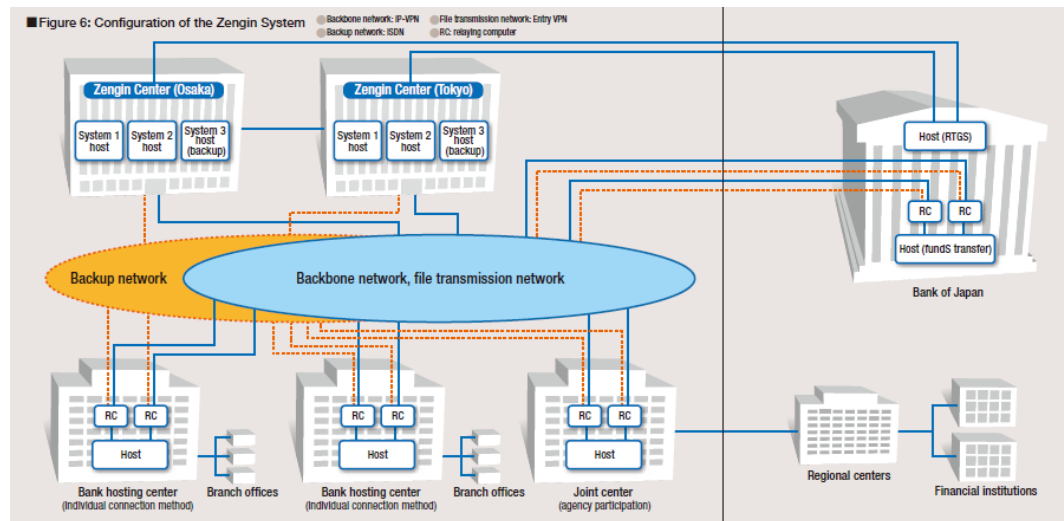 ■Figure 6: Configuration of the Zengin System
Backbone network: IP-VPN
File transmission network: Entry VPN
Backup network: ISDN
RC: relaying computer
Zengin Center (Osaka)
System 1 host
System 2 host
System 3 host (backup)
Zengin Center (Tokyo)
System 1 host
System 2 host
System 3 host (backup)
Host (RTGS)
RC
RC
Host (fundS transfer)
Bank of Japan
Backup network
Backbone network, file transmission network
RC
RC
Host
Bank hosting center
(Individual connection method)
Branch offices
RC
RC
Host
Bank hosting center
(Individual connection method)
Branch offices
RC
RC
Host
Joint center
(agency participation)
Regional centers
Financial institutions